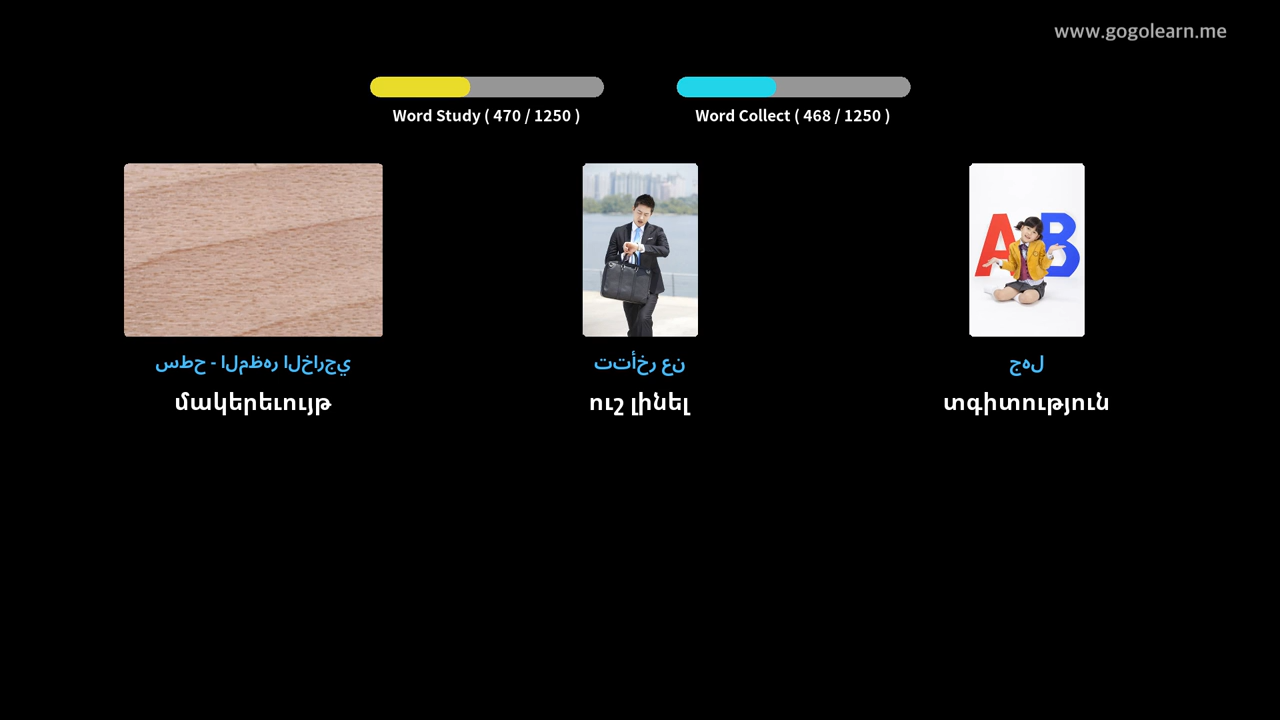 www.gogolearn.me
Word Study ( 470 / 1250 )
Word Collect ( 468 / 1250 )
سطح - المظهر الخارجي
մակերեւույթ
تتأخر عن
ուշ լինել
جهل
տգիտություն
A B